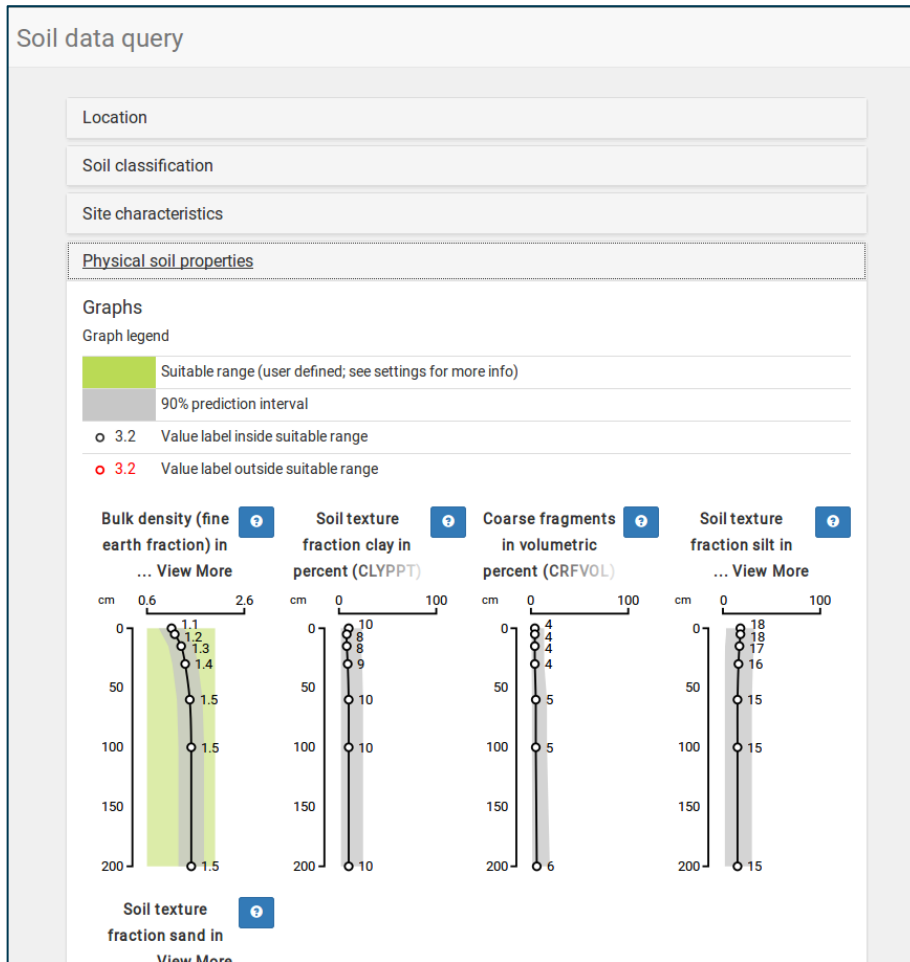 Soil data query
Location
Soil classification
Site characteristics
Physical soil properties
Graphs
Graph legend
Suitable range (user defined; see settings for more info)
90% prediction interval
3.2 Value label inside suitable range
3.2 Value label outside suitable range
Bulk density (fine
earth fraction) in
... View More
cm 0.6 2.6
0
50
100
150
200
1.1
1.2
1.3
1.4
1.5
1.5
1.5
Soil texture
fraction clay in
percent (CLYPPT)
cm 0 100
0
50
100
150
200
10
8
8
9
10
10
10
Coarse fragments
in volumetric
percent (CRFVOL)
cm 0 100
0
50
100
150
200
4
4
4
4
5
5
6
Soil texture
fraction silt in
... View More
cm 0 100
0
50
100
150
200
18
18
17
16
15
15
15
Soil texture
fraction sand in
View More